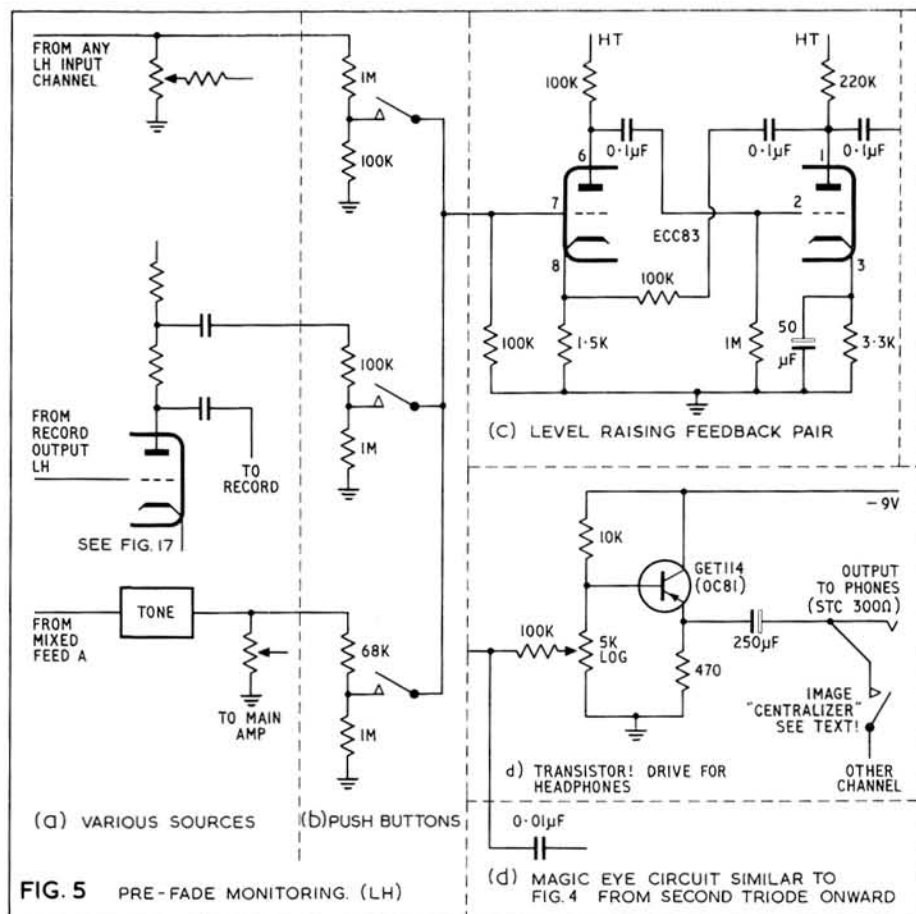 FROM ANY
LH INPUT
CHANNEL
1M
100K
FROM
RECORD
OUTPUT
LH
TO
RECORD
SEE FIG. 17
100K
1M
FROM
MIXED
FEED A
TONE
TO MAIN
AMP
68K
1M
(a) VARIOUS SOURCES
(b) PUSH BUTTONS
HT
HT
100K
220K
0·1µF
0·1µF
0·1µF
6
1
7
2
ECC83
8
3
100K
100K
1·5K
1M
50
µF
3·3K
(C) LEVEL RAISING FEEDBACK PAIR
-9V
10K
GET114
(OC81)
OUTPUT
TO PHONES
(STC 300Ω)
100K
5K
LOG
250µF
470
IMAGE
"CENTRALIZER"
SEE TEXT!
OTHER
CHANNEL
d) TRANSISTOR! DRIVE FOR
HEADPHONES
0·01µF
(d) MAGIC EYE CIRCUIT SIMILAR TO
FIG. 4 FROM SECOND TRIODE ONWARD
FIG. 5 PRE-FADE MONITORING. (LH)